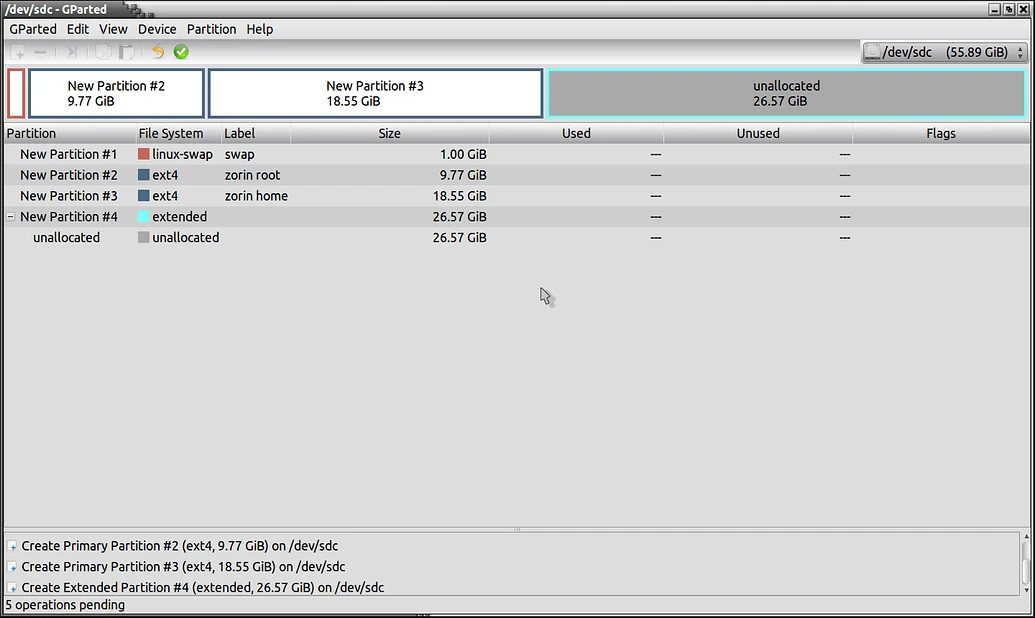 /dev/sdc - GParted
GParted Edit View Device Partition Help
/dev/sdc (55.89 GiB)
New Partition #2
9.77 GiB
New Partition #3
18.55 GiB
unallocated
26.57 GiB
Partition File System Label Size Used Unused Flags
New Partition #1 linux-swap swap 1.00 GiB --- ---
New Partition #2 ext4 zorin root 9.77 GiB --- ---
New Partition #3 ext4 zorin home 18.55 GiB --- ---
New Partition #4 extended 26.57 GiB --- ---
unallocated unallocated 26.57 GiB --- ---
Create Primary Partition #2 (ext4, 9.77 GiB) on /dev/sdc
Create Primary Partition #3 (ext4, 18.55 GiB) on /dev/sdc
Create Extended Partition #4 (extended, 26.57 GiB) on /dev/sdc
5 operations pending